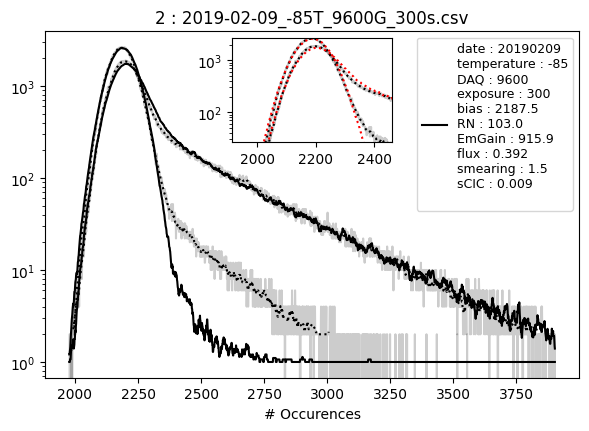 2 : 2019-02-09_-85T_9600G_300s.csv
date : 20190209
temperature : -85
DAQ : 9600
exposure : 300
bias : 2187.5
RN : 103.0
EmGain : 915.9
flux : 0.392
smearing : 1.5
sCIC : 0.009
10³
10²
2000 2200 2400
10³
10²
10¹
10⁰
2000 2250 2500 2750 3000 3250 3500 3750
# Occurences